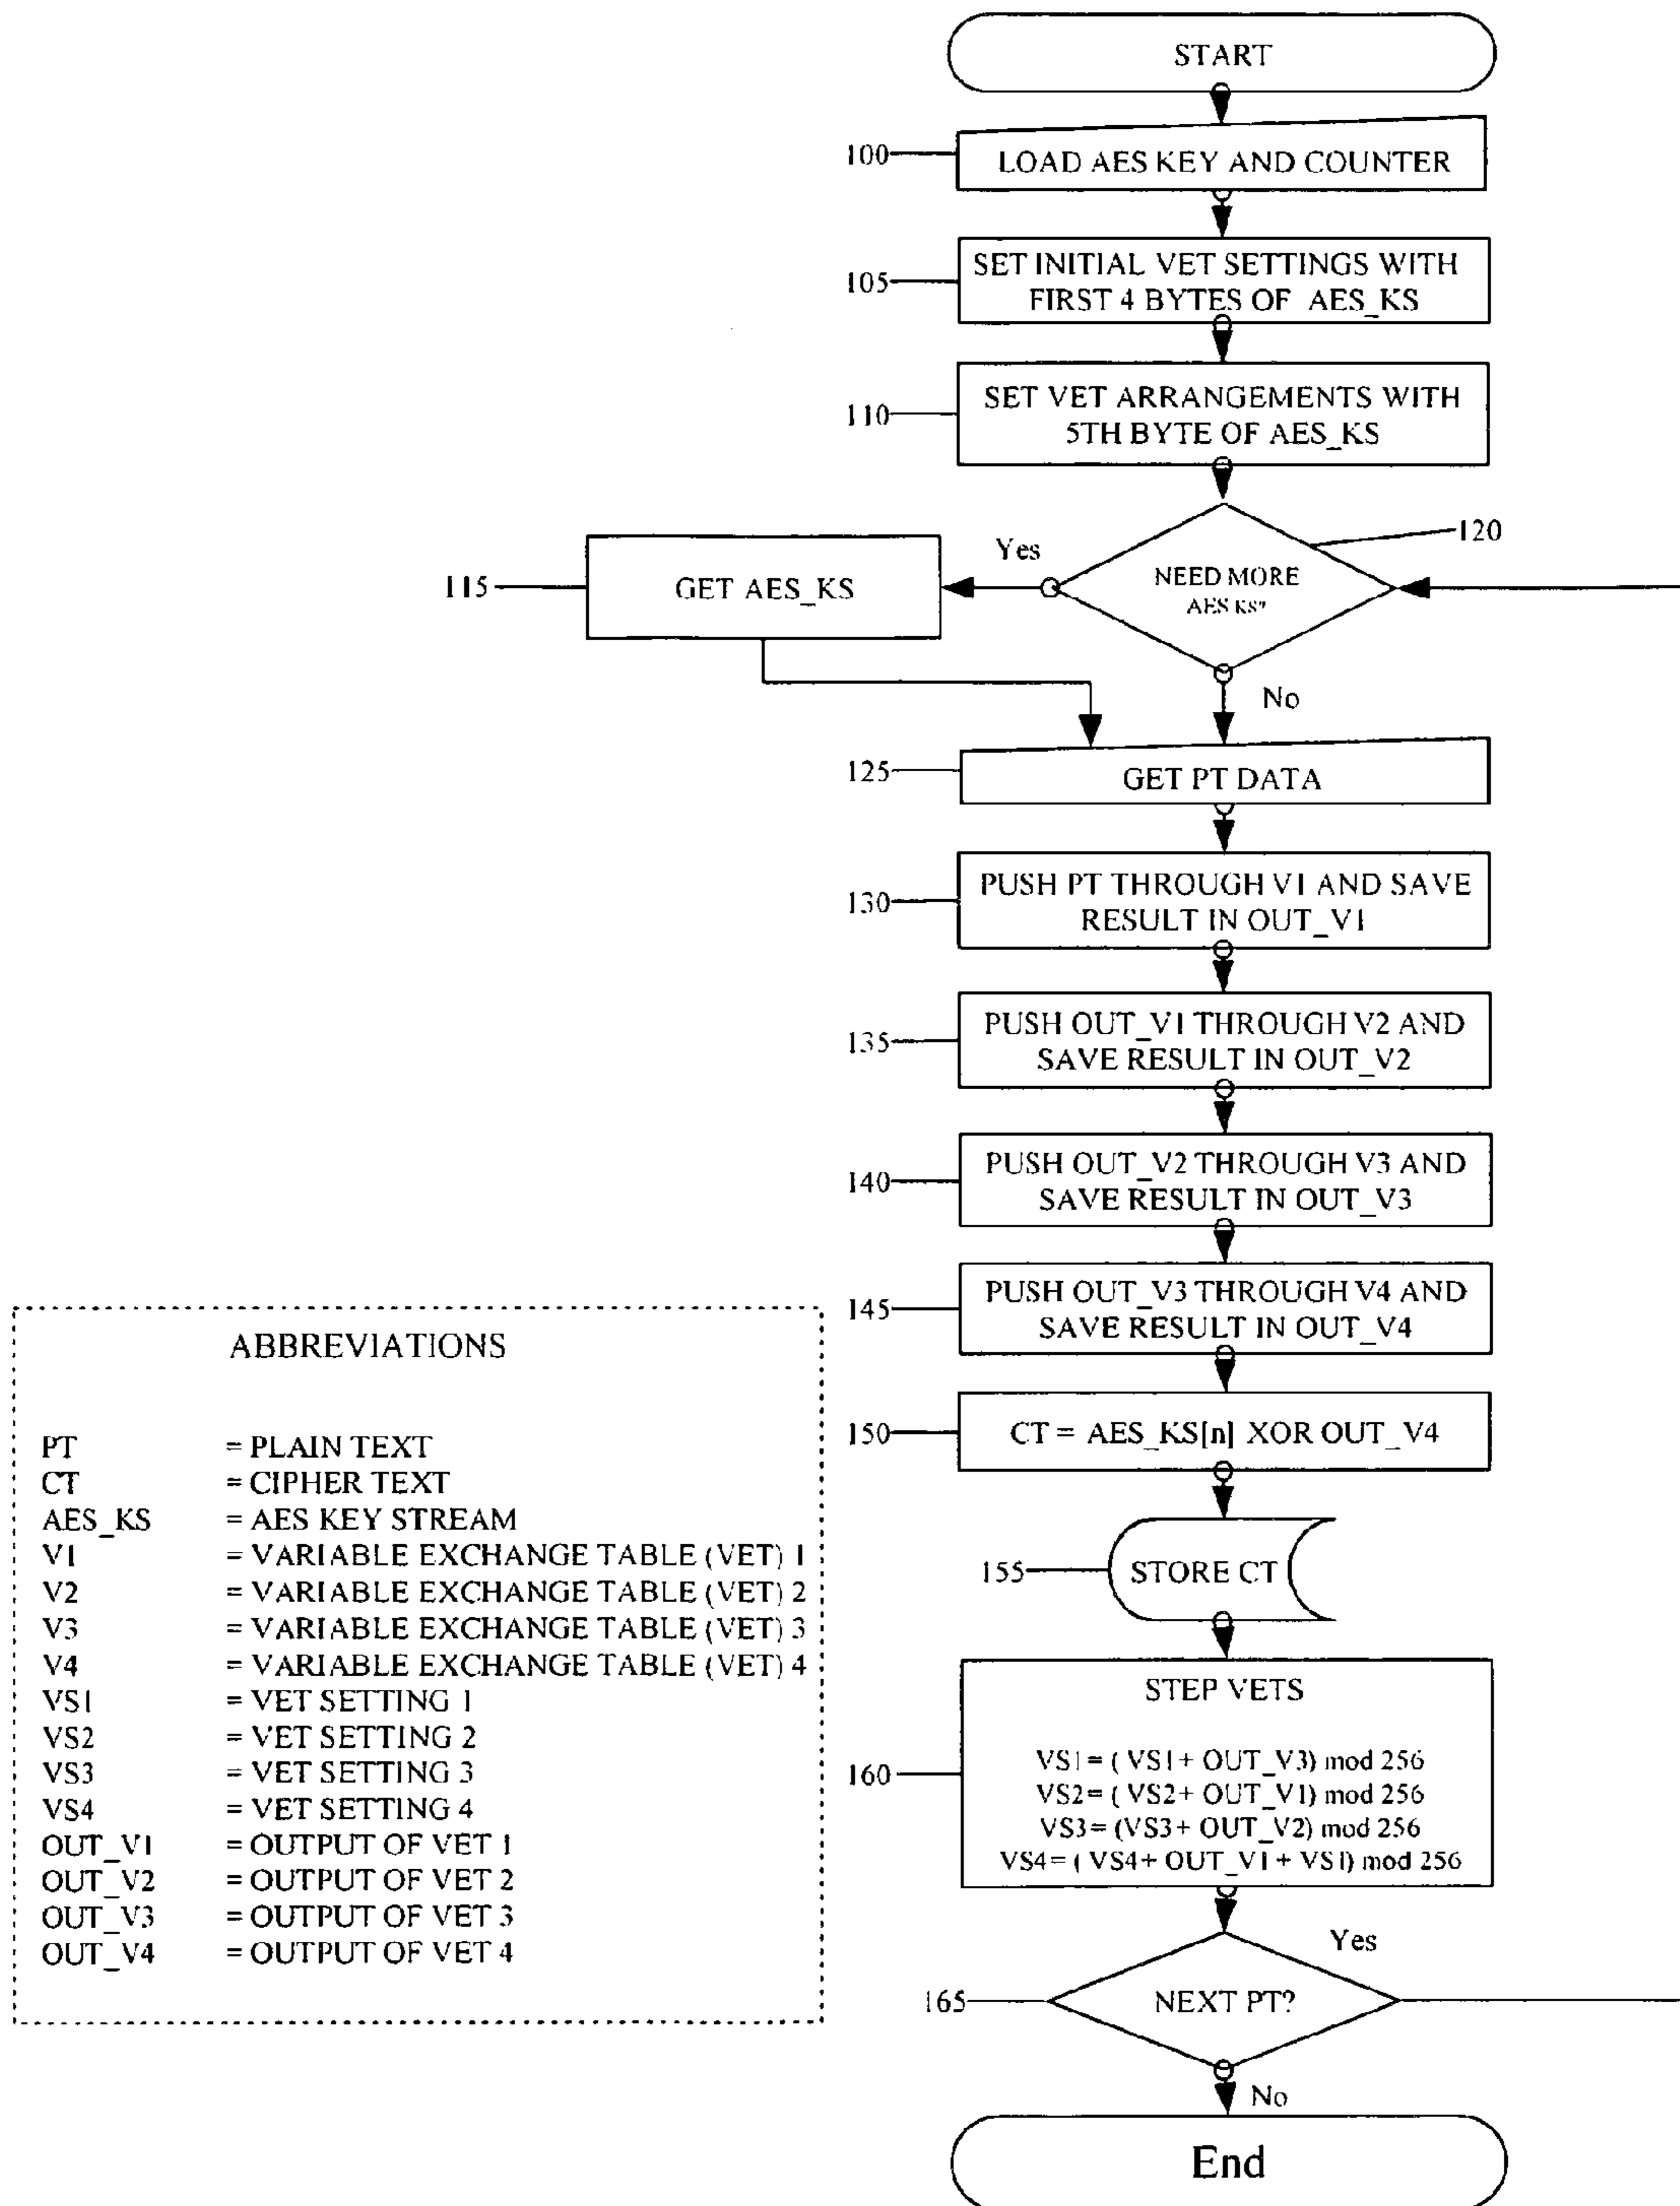 START
100
LOAD AES KEY AND COUNTER
105
SET INITIAL VET SETTINGS WITH
FIRST 4 BYTES OF AES_KS
110
SET VET ARRANGEMENTS WITH
5TH BYTE OF AES_KS
120
NEED MORE
AES KS?
Yes
115
GET AES_KS
No
125
GET PT DATA
130
PUSH PT THROUGH V1 AND SAVE
RESULT IN OUT_V1
135
PUSH OUT_V1 THROUGH V2 AND
SAVE RESULT IN OUT_V2
140
PUSH OUT_V2 THROUGH V3 AND
SAVE RESULT IN OUT_V3
145
PUSH OUT_V3 THROUGH V4 AND
SAVE RESULT IN OUT_V4
150
CT = AES_KS[n] XOR OUT_V4
155
STORE CT
160
STEP VETS
VS1= ( VS1+ OUT_V3) mod 256
VS2= ( VS2+ OUT_V1) mod 256
VS3= (VS3+ OUT_V2) mod 256
VS4= ( VS4+ OUT_V1 + VS1) mod 256
165
NEXT PT?
Yes
No
End
ABBREVIATIONS
PT = PLAIN TEXT
CT = CIPHER TEXT
AES_KS = AES KEY STREAM
V1 = VARIABLE EXCHANGE TABLE (VET) 1
V2 = VARIABLE EXCHANGE TABLE (VET) 2
V3 = VARIABLE EXCHANGE TABLE (VET) 3
V4 = VARIABLE EXCHANGE TABLE (VET) 4
VS1 = VET SETTING 1
VS2 = VET SETTING 2
VS3 = VET SETTING 3
VS4 = VET SETTING 4
OUT_V1 = OUTPUT OF VET 1
OUT_V2 = OUTPUT OF VET 2
OUT_V3 = OUTPUT OF VET 3
OUT_V4 = OUTPUT OF VET 4